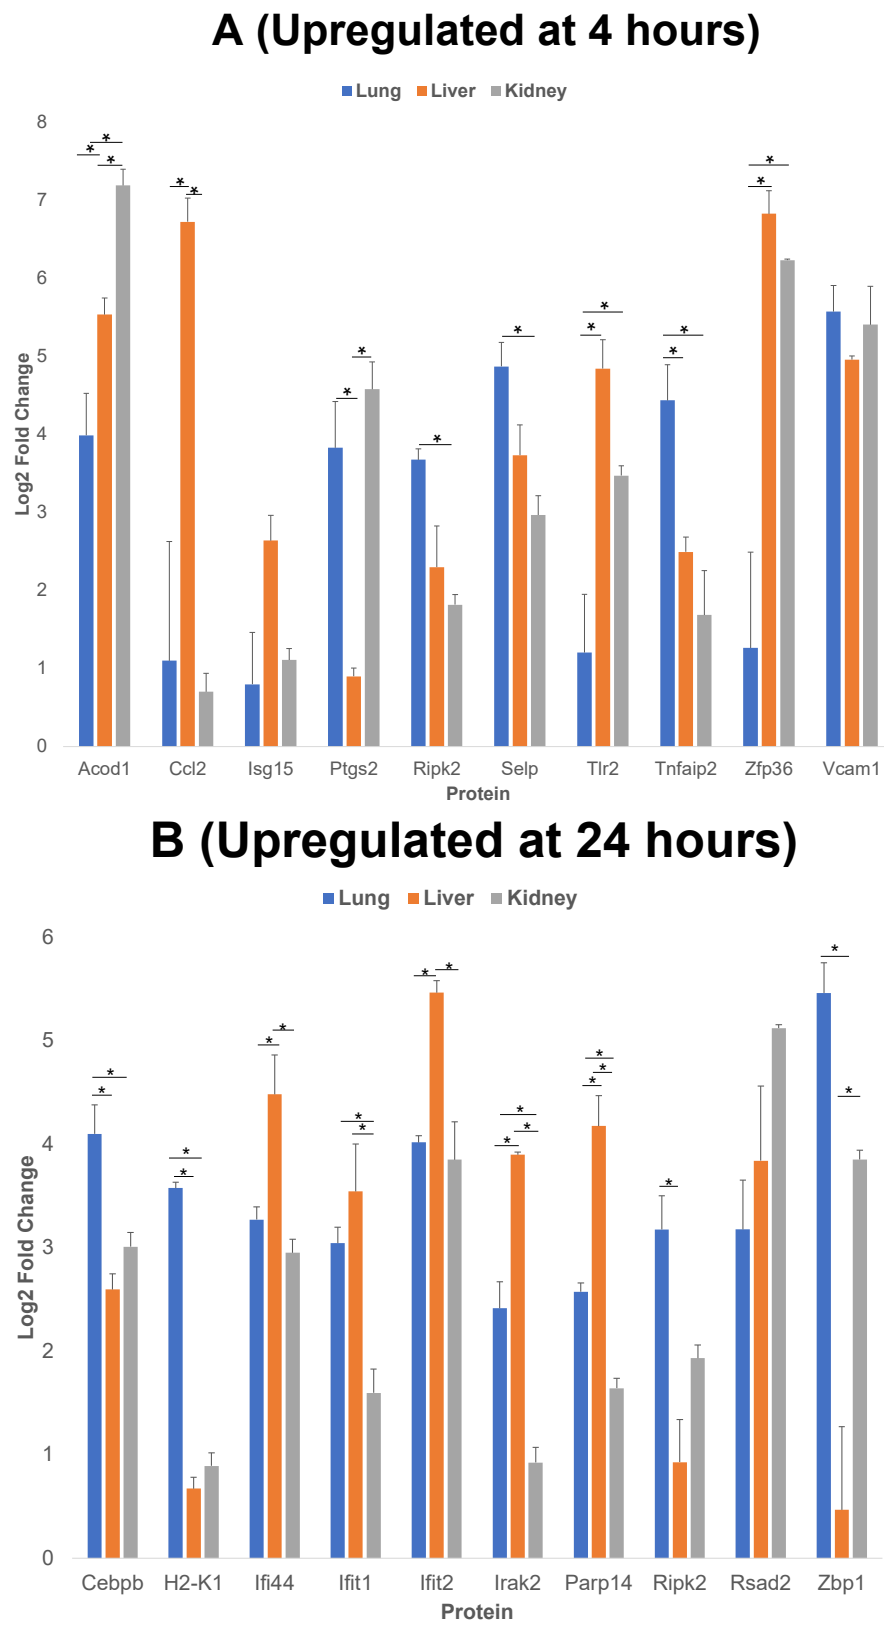 A (Upregulated at 4 hours)
Lung Liver Kidney
8
7
6
5
4
3
2
1
0
Log2 Fold Change
* * * * * * * * * * * * * * * *
Acod1 Ccl2 Isg15 Ptgs2 Ripk2 Selp Tlr2 Tnfaip2 Zfp36 Vcam1
Protein
B (Upregulated at 24 hours)
Lung Liver Kidney
6
5
4
3
2
1
0
Log2 Fold Change
* * * * * * * * * * * * * * * * * * * *
Cebpb H2-K1 Ifi44 Ifit1 Ifit2 Irak2 Parp14 Ripk2 Rsad2 Zbp1
Protein